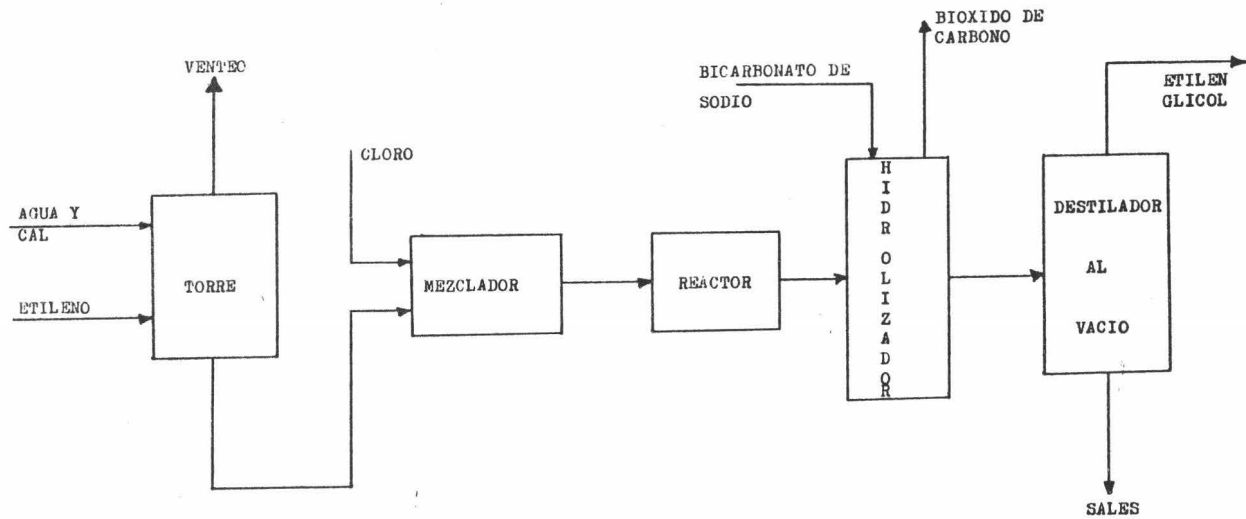 BIOXIDO DE
CARBONO
VENTEO
BICARBONATO DE
SODIO
ETILEN
GLICOL
CLORO
AGUA Y
CAL
TORRE
ETILENO
MEZCLADOR
REACTOR
HIDROLIZADOR
DESTILADOR
AL
VACIO
SALES